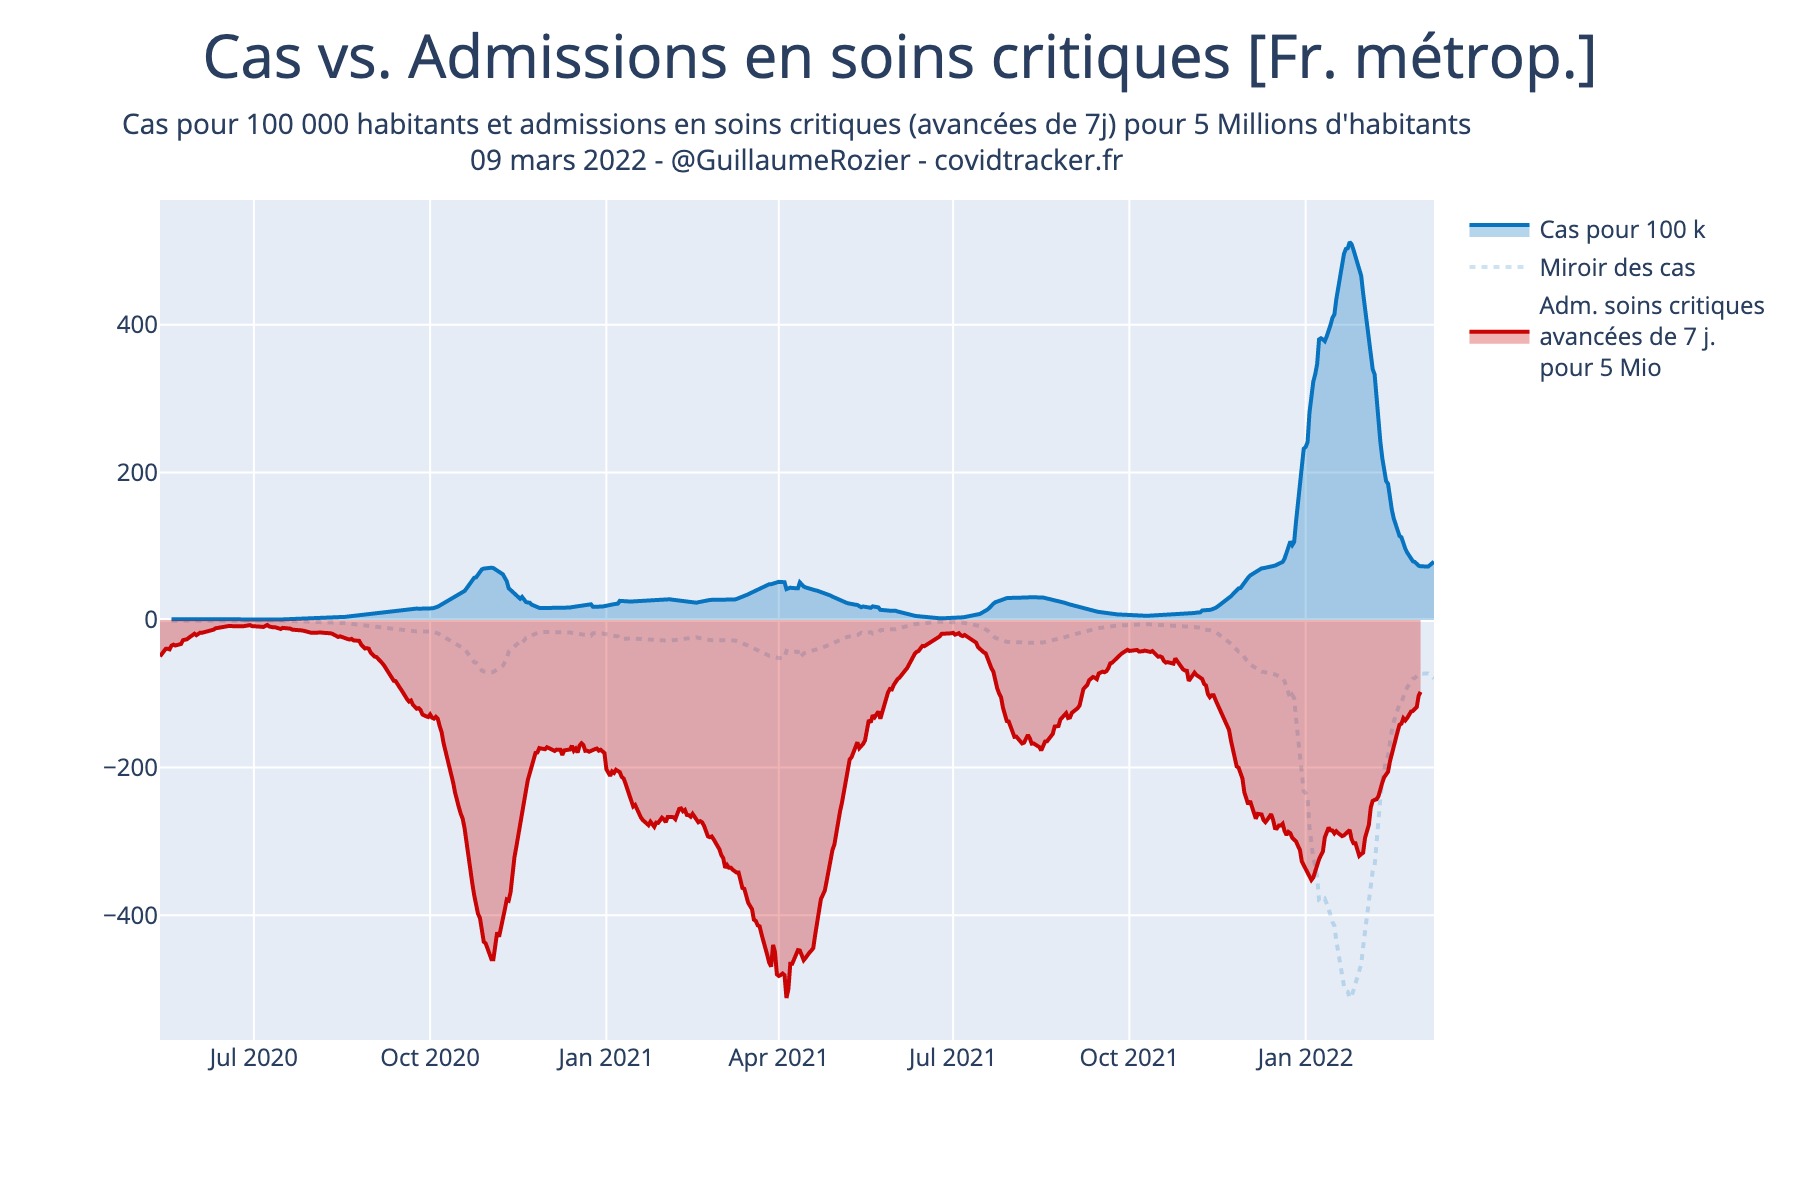 Cas vs. Admissions en soins critiques [Fr. métrop.]
Cas pour 100 000 habitants et admissions en soins critiques (avancées de 7j) pour 5 Millions d'habitants
09 mars 2022 - @GuillaumeRozier - covidtracker.fr
Cas pour 100 k
Miroir des cas
Adm. soins critiques
avancées de 7 j.
pour 5 Mio
400
200
0
−200
−400
Jul 2020
Oct 2020
Jan 2021
Apr 2021
Jul 2021
Oct 2021
Jan 2022